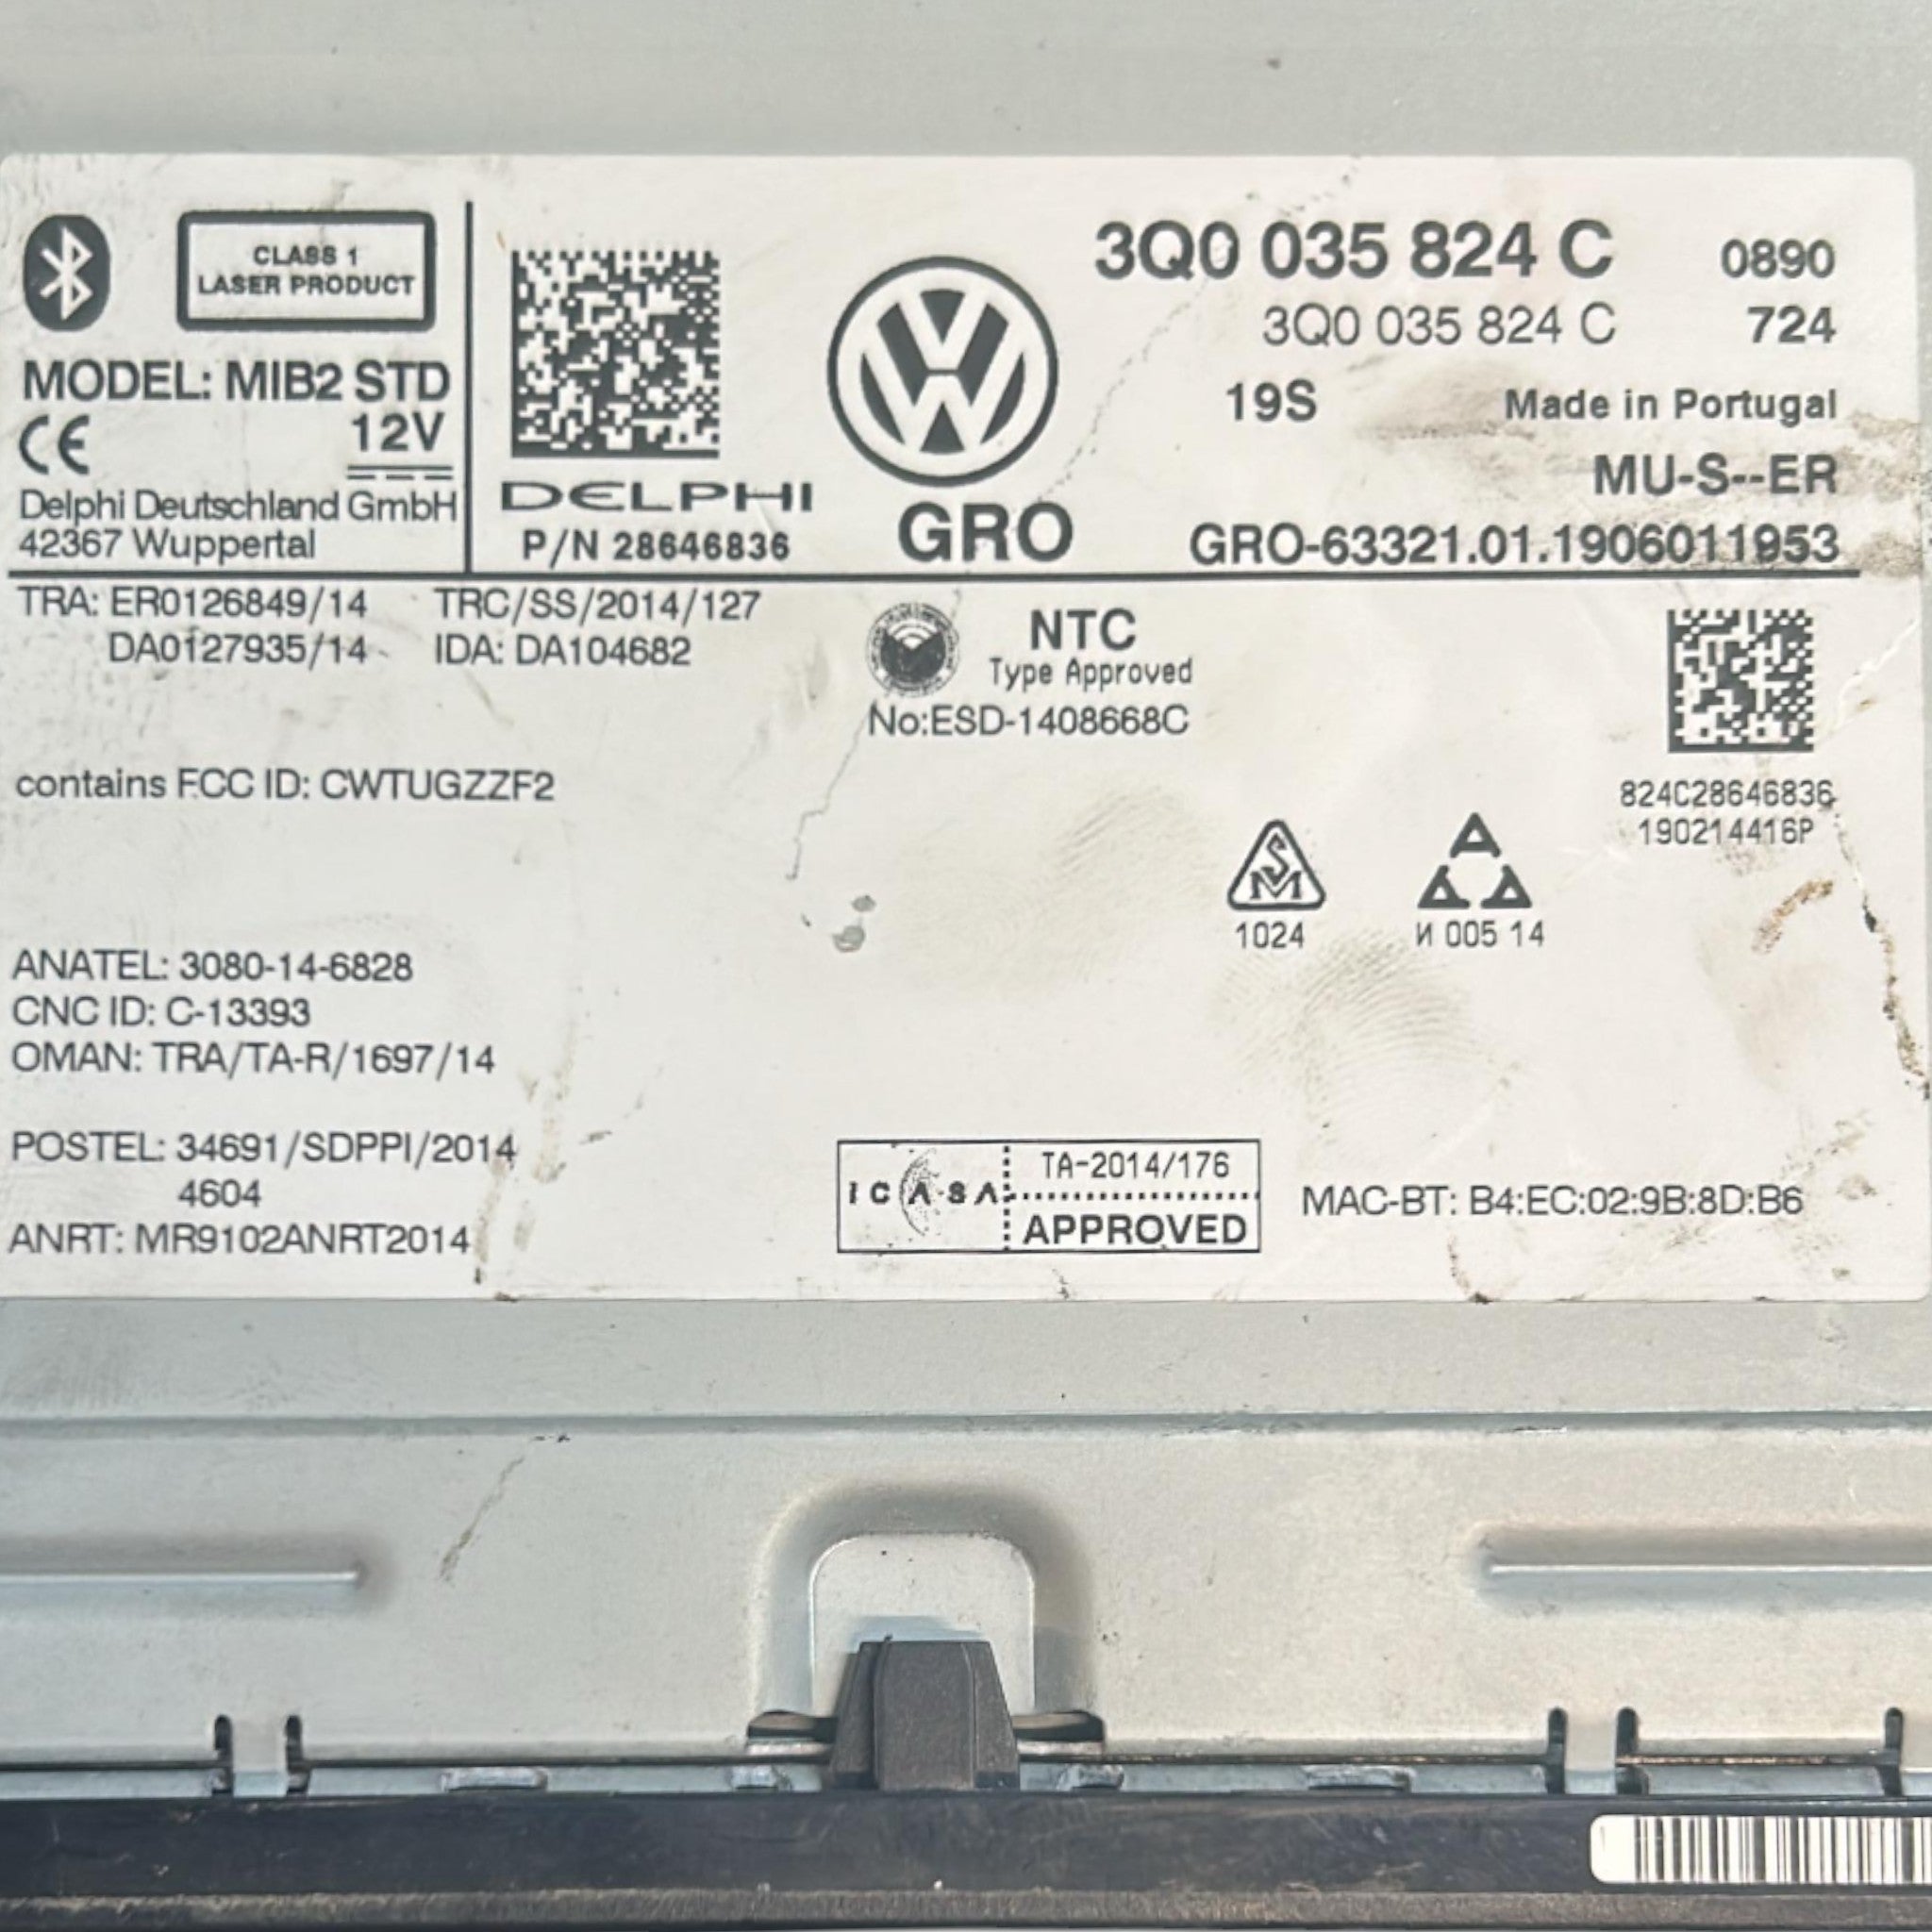 CLASS 1
LASER PRODUCT
MODEL: MIB2 STD
CE 12V
Delphi Deutschland GmbH
42367 Wuppertal
DELPHI
P/N 28646836
GRO
3Q0 035 824 C 0890
3Q0 035 824 C 724
19S Made in Portugal
MU-S--ER
GRO-63321.01.1906011953
TRA: ER0126849/14 TRC/SS/2014/127
DA0127935/14 IDA: DA104682
NTC
Type Approved
No:ESD-1408668C
contains FCC ID: CWTUGZZF2
824C28646836
190214416P
SM
1024
И 005 14
ANATEL: 3080-14-6828
CNC ID: C-13393
OMAN: TRA/TA-R/1697/14
POSTEL: 34691/SDPPI/2014
4604
ANRT: MR9102ANRT2014
ICASA TA-2014/176
APPROVED
MAC-BT: B4:EC:02:9B:8D:B6